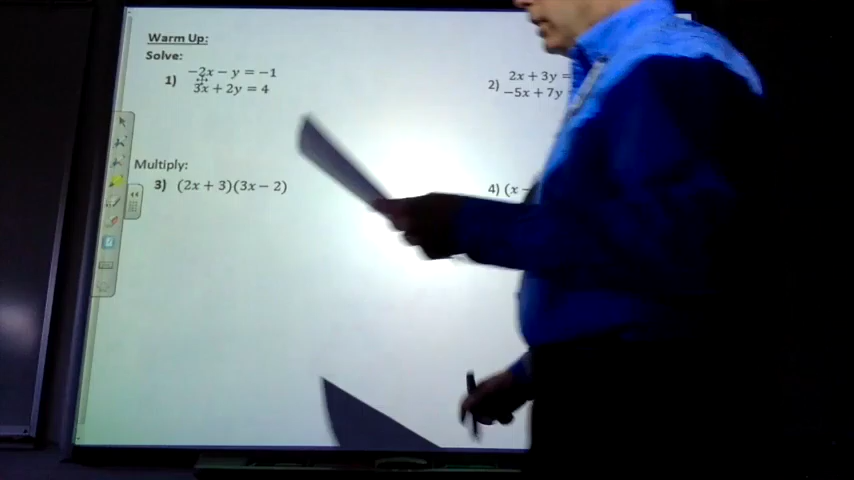 Warm Up:
Solve:
1) -2x - y = -1
3x + 2y = 4
2) 2x + 3y =
-5x + 7y
Multiply:
3) (2x + 3)(3x - 2)
4) (x -